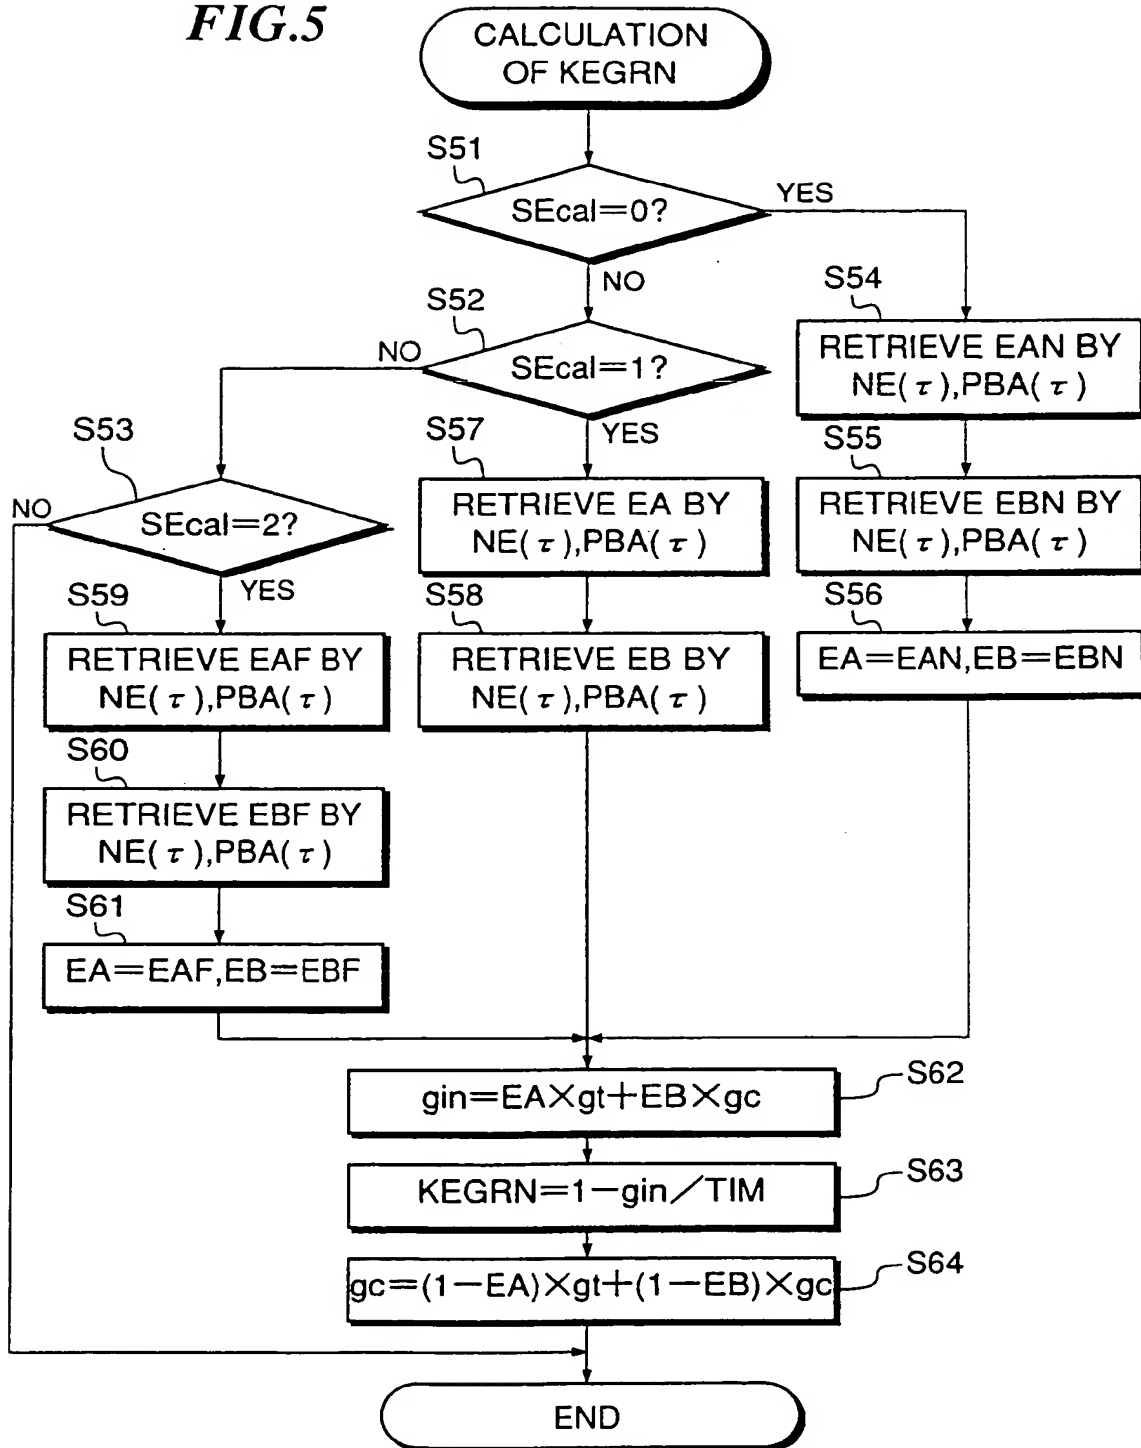 FIG.5
CALCULATION
OF KEGRN
S51
SEcal=0?
YES
NO
S52
SEcal=1?
NO
YES
S53
SEcal=2?
NO
YES
S54
RETRIEVE EAN BY
NE(τ),PBA(τ)
S55
RETRIEVE EBN BY
NE(τ),PBA(τ)
S56
EA=EAN,EB=EBN
S57
RETRIEVE EA BY
NE(τ),PBA(τ)
S58
RETRIEVE EB BY
NE(τ),PBA(τ)
S59
RETRIEVE EAF BY
NE(τ),PBA(τ)
S60
RETRIEVE EBF BY
NE(τ),PBA(τ)
S61
EA=EAF,EB=EBF
S62
gin=EA×gt+EB×gc
S63
KEGRN=1−gin/TIM
S64
gc=(1−EA)×gt+(1−EB)×gc
END